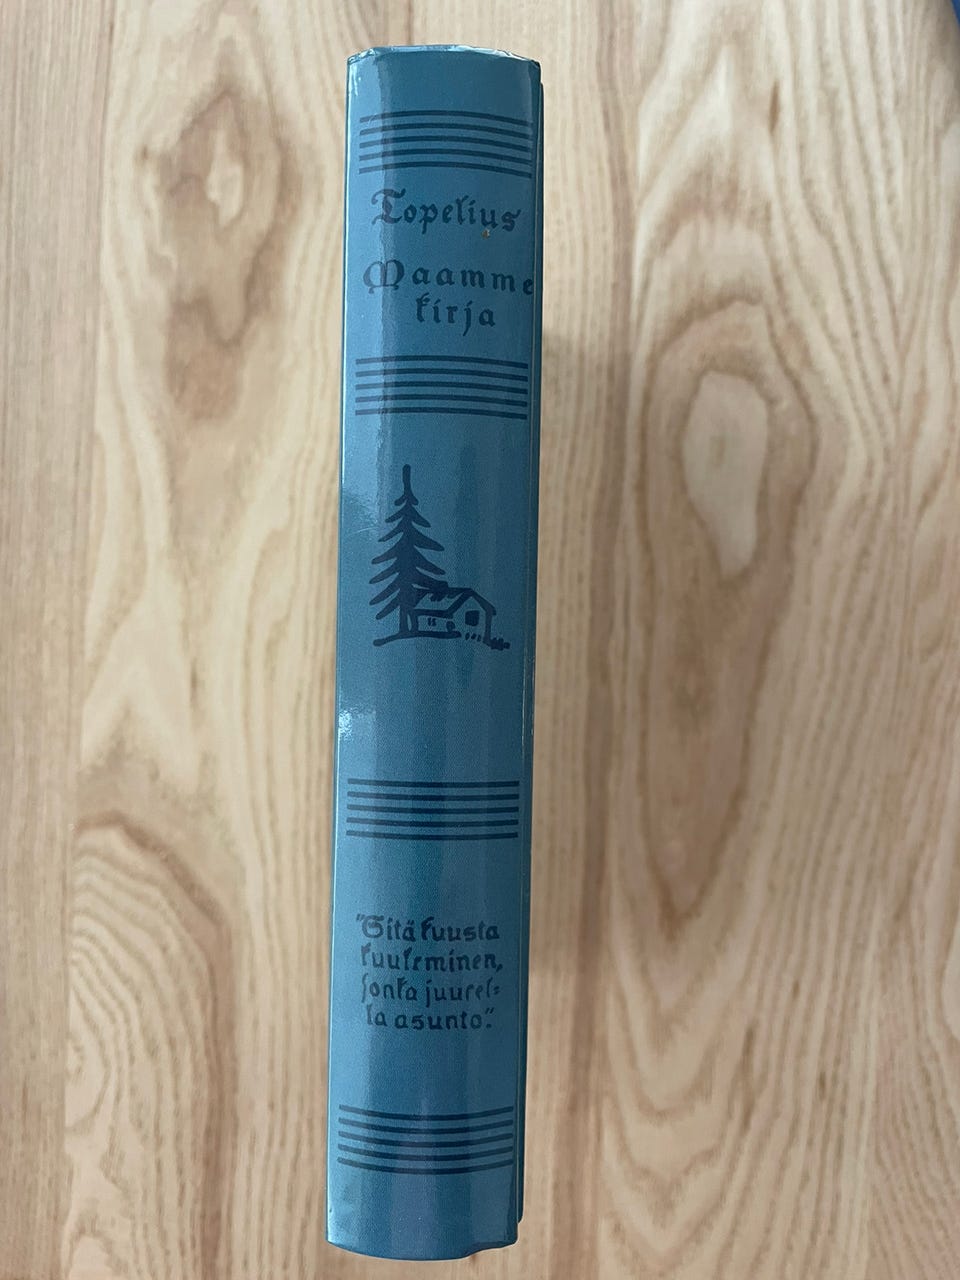 Topelius
Maamme
kirja
"Sitä kuusta
kuuleminen,
jonka juurel=
la asunto".